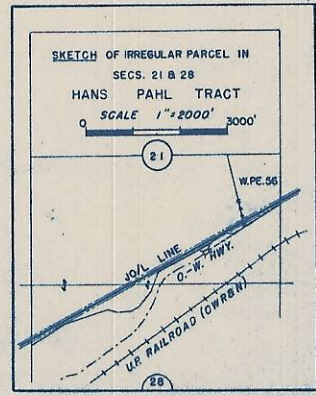 SKETCH OF IRREGULAR PARCEL IN
SECS. 21 & 28
HANS PAHL TRACT
SCALE 1"=2000'
0 3000'
21
W.PE.56
JO/L LINE
O.-W. HWY.
U.P. RAILROAD (OWR&N)
28